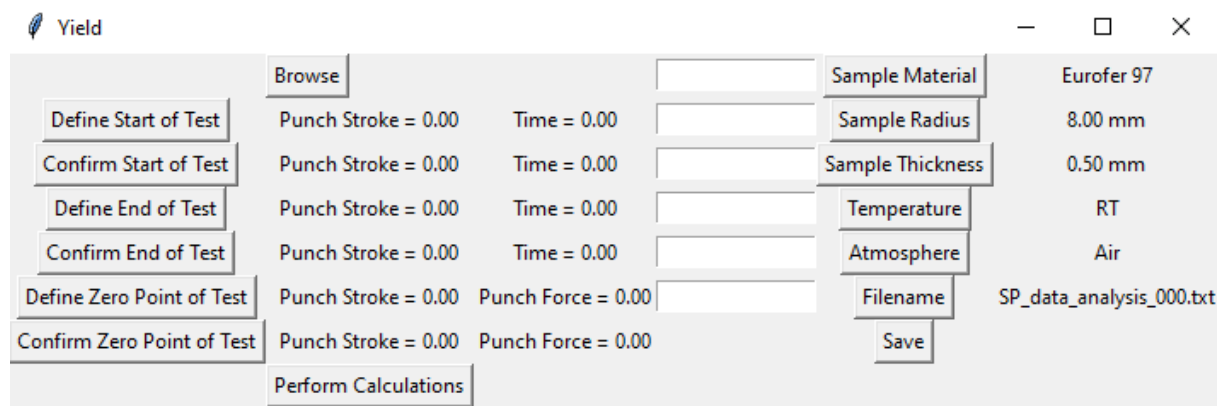 Yield
Browse Sample Material Eurofer 97
Define Start of Test Punch Stroke = 0.00 Time = 0.00 Sample Radius 8.00 mm
Confirm Start of Test Punch Stroke = 0.00 Time = 0.00 Sample Thickness 0.50 mm
Define End of Test Punch Stroke = 0.00 Time = 0.00 Temperature RT
Confirm End of Test Punch Stroke = 0.00 Time = 0.00 Atmosphere Air
Define Zero Point of Test Punch Stroke = 0.00 Punch Force = 0.00 Filename SP_data_analysis_000.txt
Confirm Zero Point of Test Punch Stroke = 0.00 Punch Force = 0.00 Save
Perform Calculations